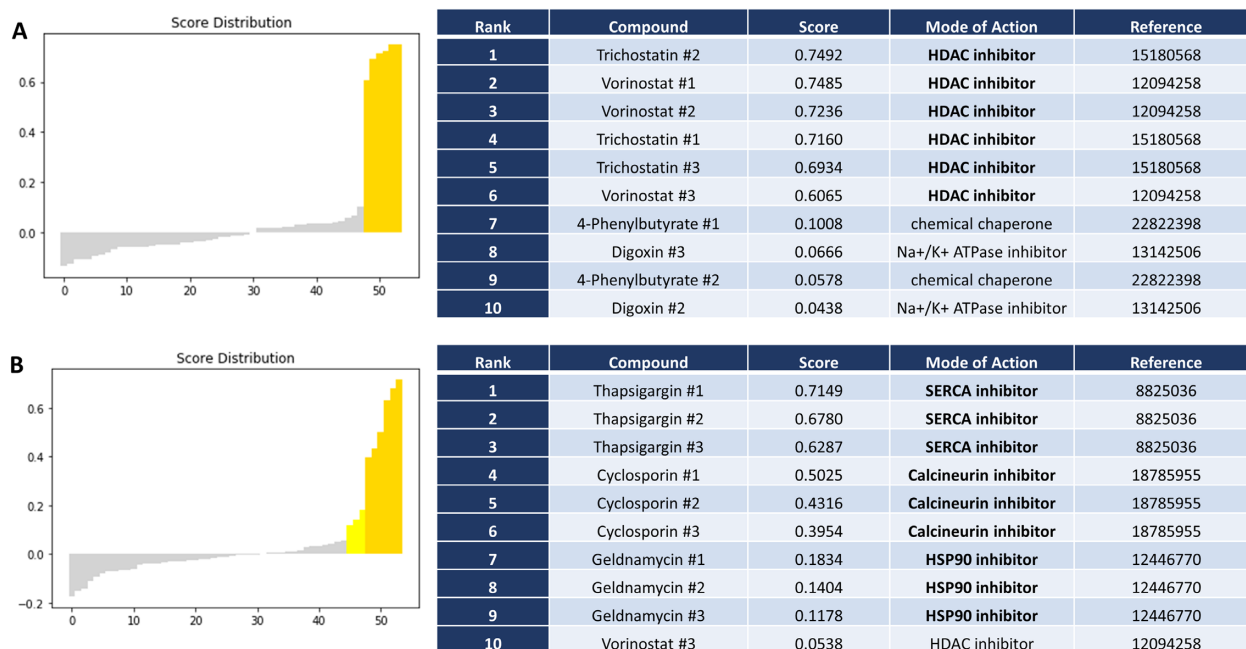 A
Score Distribution
0.6
0.4
0.2
0.0
0 10 20 30 40 50
Rank Compound Score Mode of Action Reference
1 Trichostatin #2 0.7492 HDAC inhibitor 15180568
2 Vorinostat #1 0.7485 HDAC inhibitor 12094258
3 Vorinostat #2 0.7236 HDAC inhibitor 12094258
4 Trichostatin #1 0.7160 HDAC inhibitor 15180568
5 Trichostatin #3 0.6934 HDAC inhibitor 15180568
6 Vorinostat #3 0.6065 HDAC inhibitor 12094258
7 4-Phenylbutyrate #1 0.1008 chemical chaperone 22822398
8 Digoxin #3 0.0666 Na+/K+ ATPase inhibitor 13142506
9 4-Phenylbutyrate #2 0.0578 chemical chaperone 22822398
10 Digoxin #2 0.0438 Na+/K+ ATPase inhibitor 13142506
B
Score Distribution
0.6
0.4
0.2
0.0
−0.2
0 10 20 30 40 50
Rank Compound Score Mode of Action Reference
1 Thapsigargin #1 0.7149 SERCA inhibitor 8825036
2 Thapsigargin #2 0.6780 SERCA inhibitor 8825036
3 Thapsigargin #3 0.6287 SERCA inhibitor 8825036
4 Cyclosporin #1 0.5025 Calcineurin inhibitor 18785955
5 Cyclosporin #2 0.4316 Calcineurin inhibitor 18785955
6 Cyclosporin #3 0.3954 Calcineurin inhibitor 18785955
7 Geldnamycin #1 0.1834 HSP90 inhibitor 12446770
8 Geldnamycin #2 0.1404 HSP90 inhibitor 12446770
9 Geldnamycin #3 0.1178 HSP90 inhibitor 12446770
10 Vorinostat #3 0.0538 HDAC inhibitor 12094258